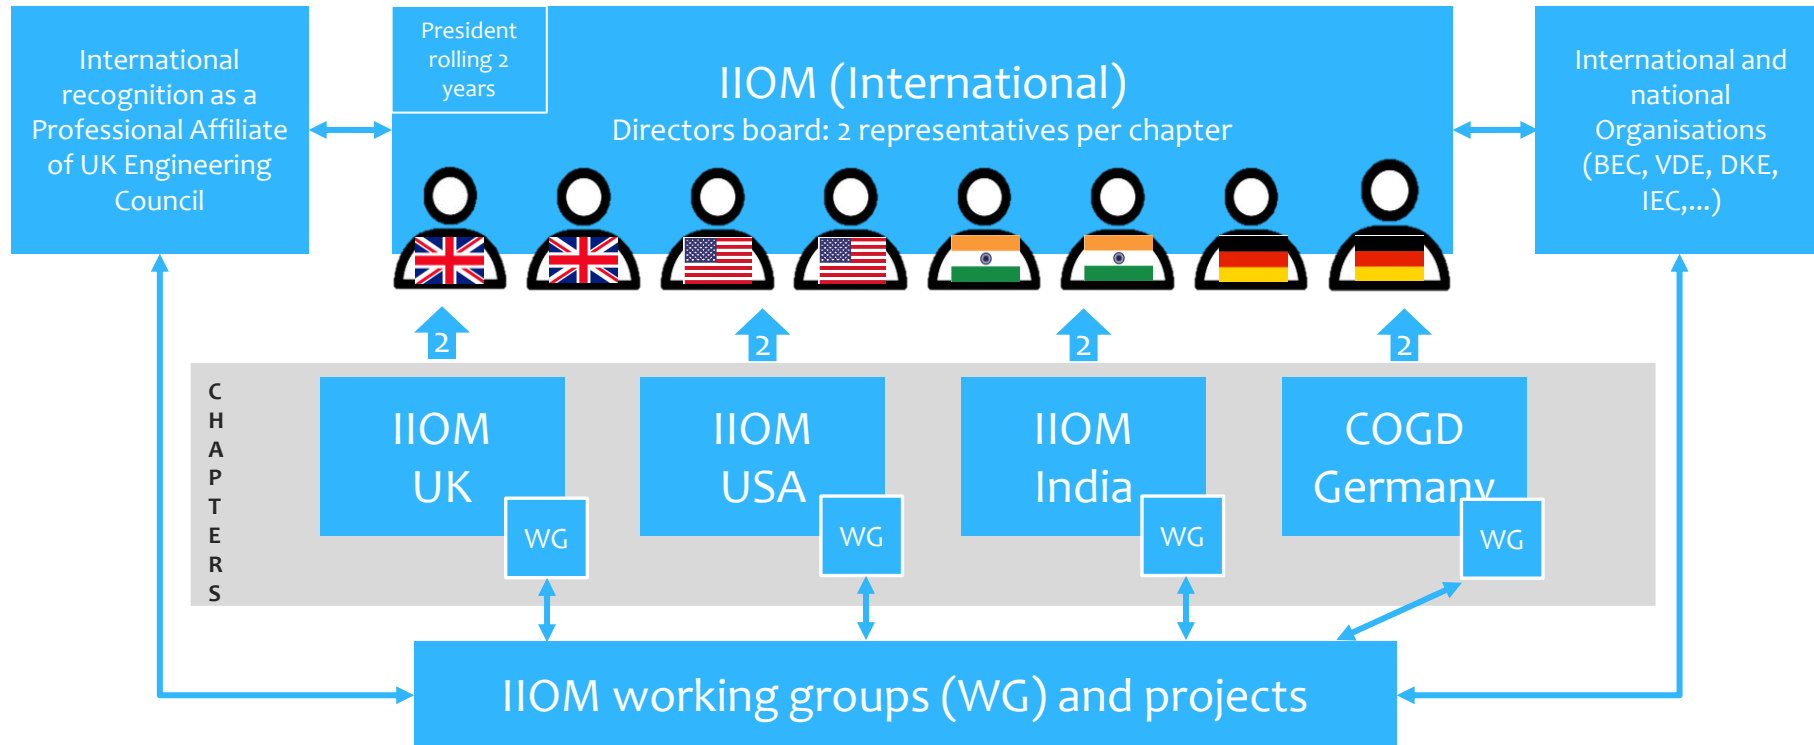 International
recognition as a
Professional Affiliate
of UK Engineering
Council
President
rolling 2
years
IIOM (International)
Directors board: 2 representatives per chapter
International and
national
Organisations
(BEC, VDE, DKE,
IEC,...)
2
2
2
2
CHAPTERS
IIOM
UK
WG
IIOM
USA
WG
IIOM
India
WG
COGD
Germany
WG
IIOM working groups (WG) and projects